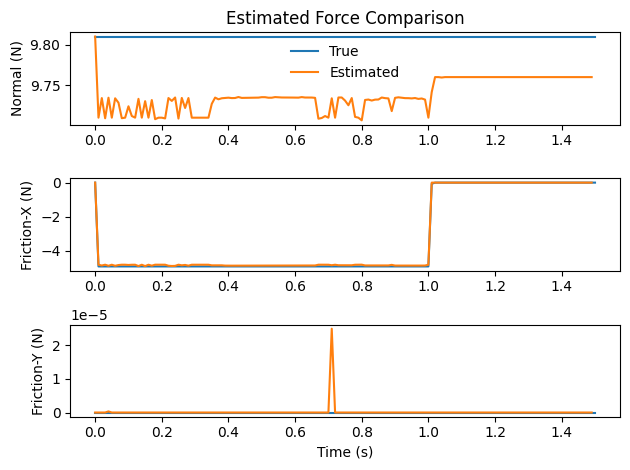 Estimated Force Comparison
Normal (N)
9.80
9.75
True
Estimated
0.0 0.2 0.4 0.6 0.8 1.0 1.2 1.4
Friction-X (N)
0
−2
−4
0.0 0.2 0.4 0.6 0.8 1.0 1.2 1.4
1e−5
Friction-Y (N)
2
1
0
0.0 0.2 0.4 0.6 0.8 1.0 1.2 1.4
Time (s)